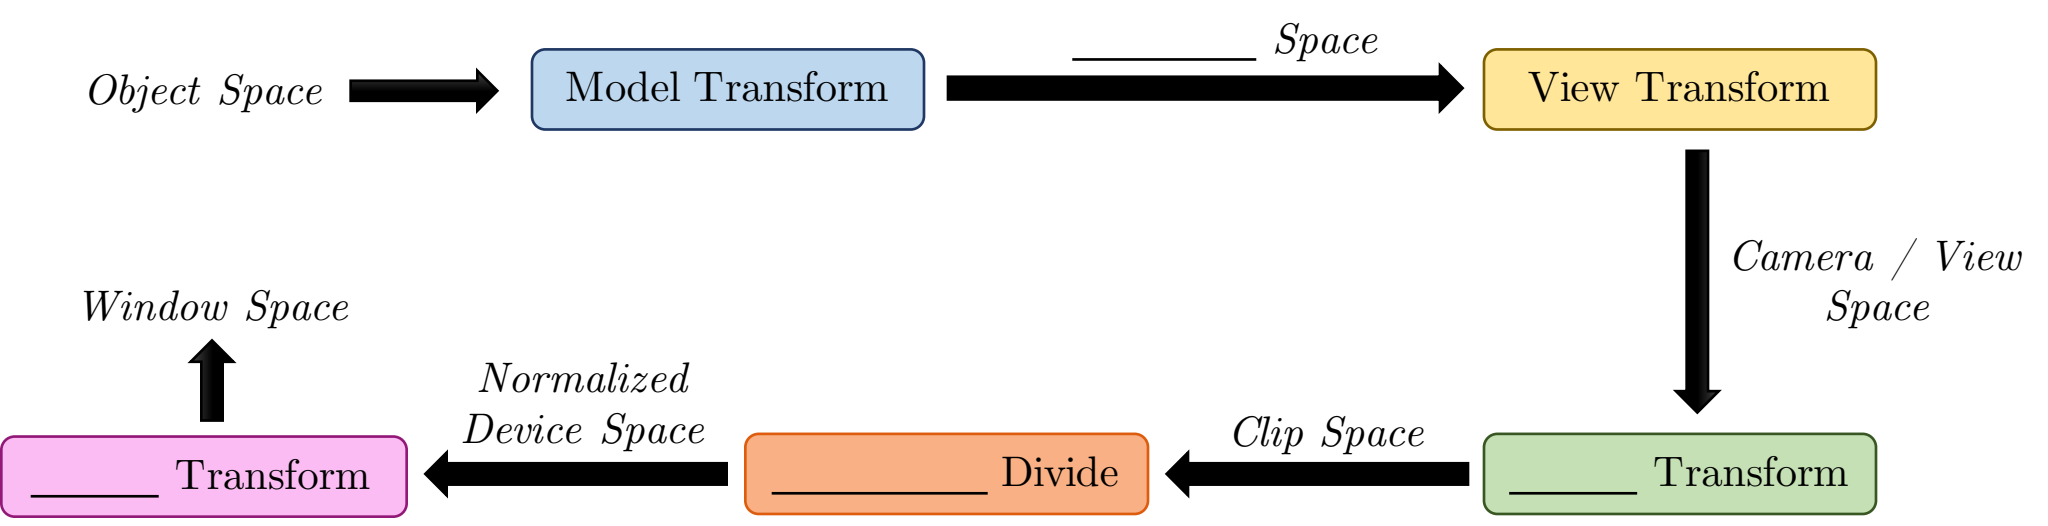 Object Space
Model Transform
________ Space
View Transform
Camera / View
Space
_____ Transform
Clip Space
_________ Divide
Normalized
Device Space
_____ Transform
Window Space